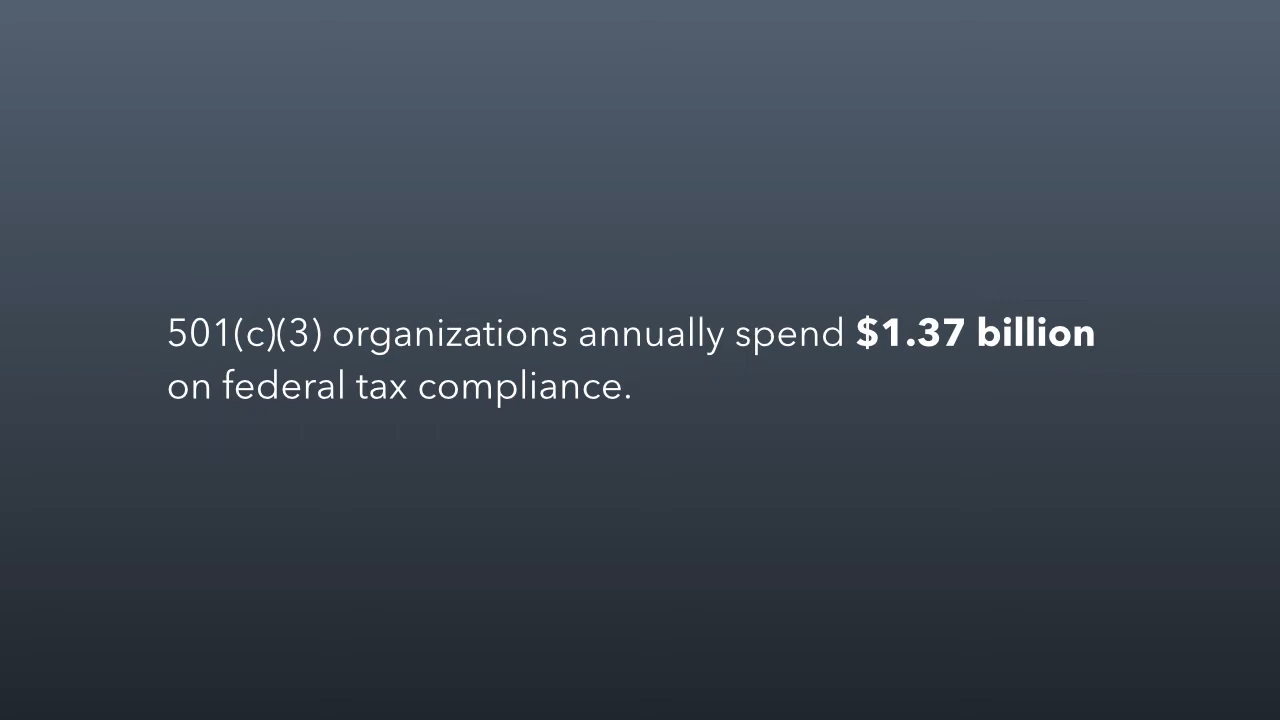 501(c)(3) organizations annually spend $1.37 billion
on federal tax compliance.